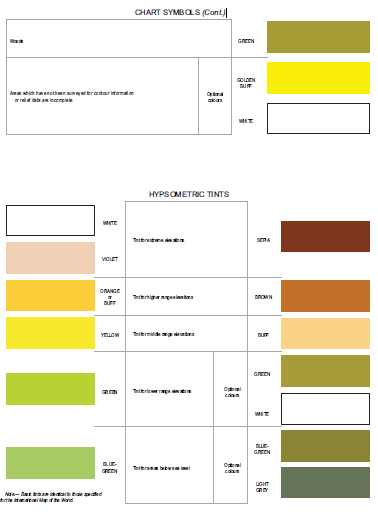 CHART SYMBOLS (Cont.)
Woods
GREEN
Areas which have not been surveyed for contour information
or relief data are incomplete
Optional
colours
GOLDEN
BUFF
WHITE
HYPSOMETRIC TINTS
WHITE
VIOLET
Tint for extreme elevations
SEPIA
ORANGE
or
BUFF
Tint for higher range elevations
BROWN
YELLOW
Tint for middle range elevations
BUFF
GREEN
Tint for lower range elevations
Optional
colours
GREEN
WHITE
BLUE-
GREEN
Tint for areas below sea level
Optional
colours
BLUE-
GREEN
LIGHT
GREY
Note.— Basic tints are identical to those specified
for the International Map of the World.